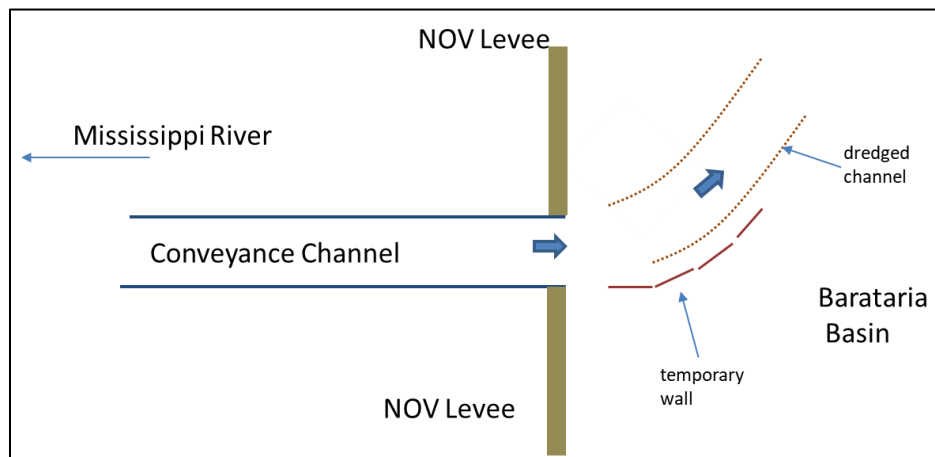 NOV Levee
Mississippi River
dredged
channel
Conveyance Channel
Barataria
Basin
temporary
wall
NOV Levee